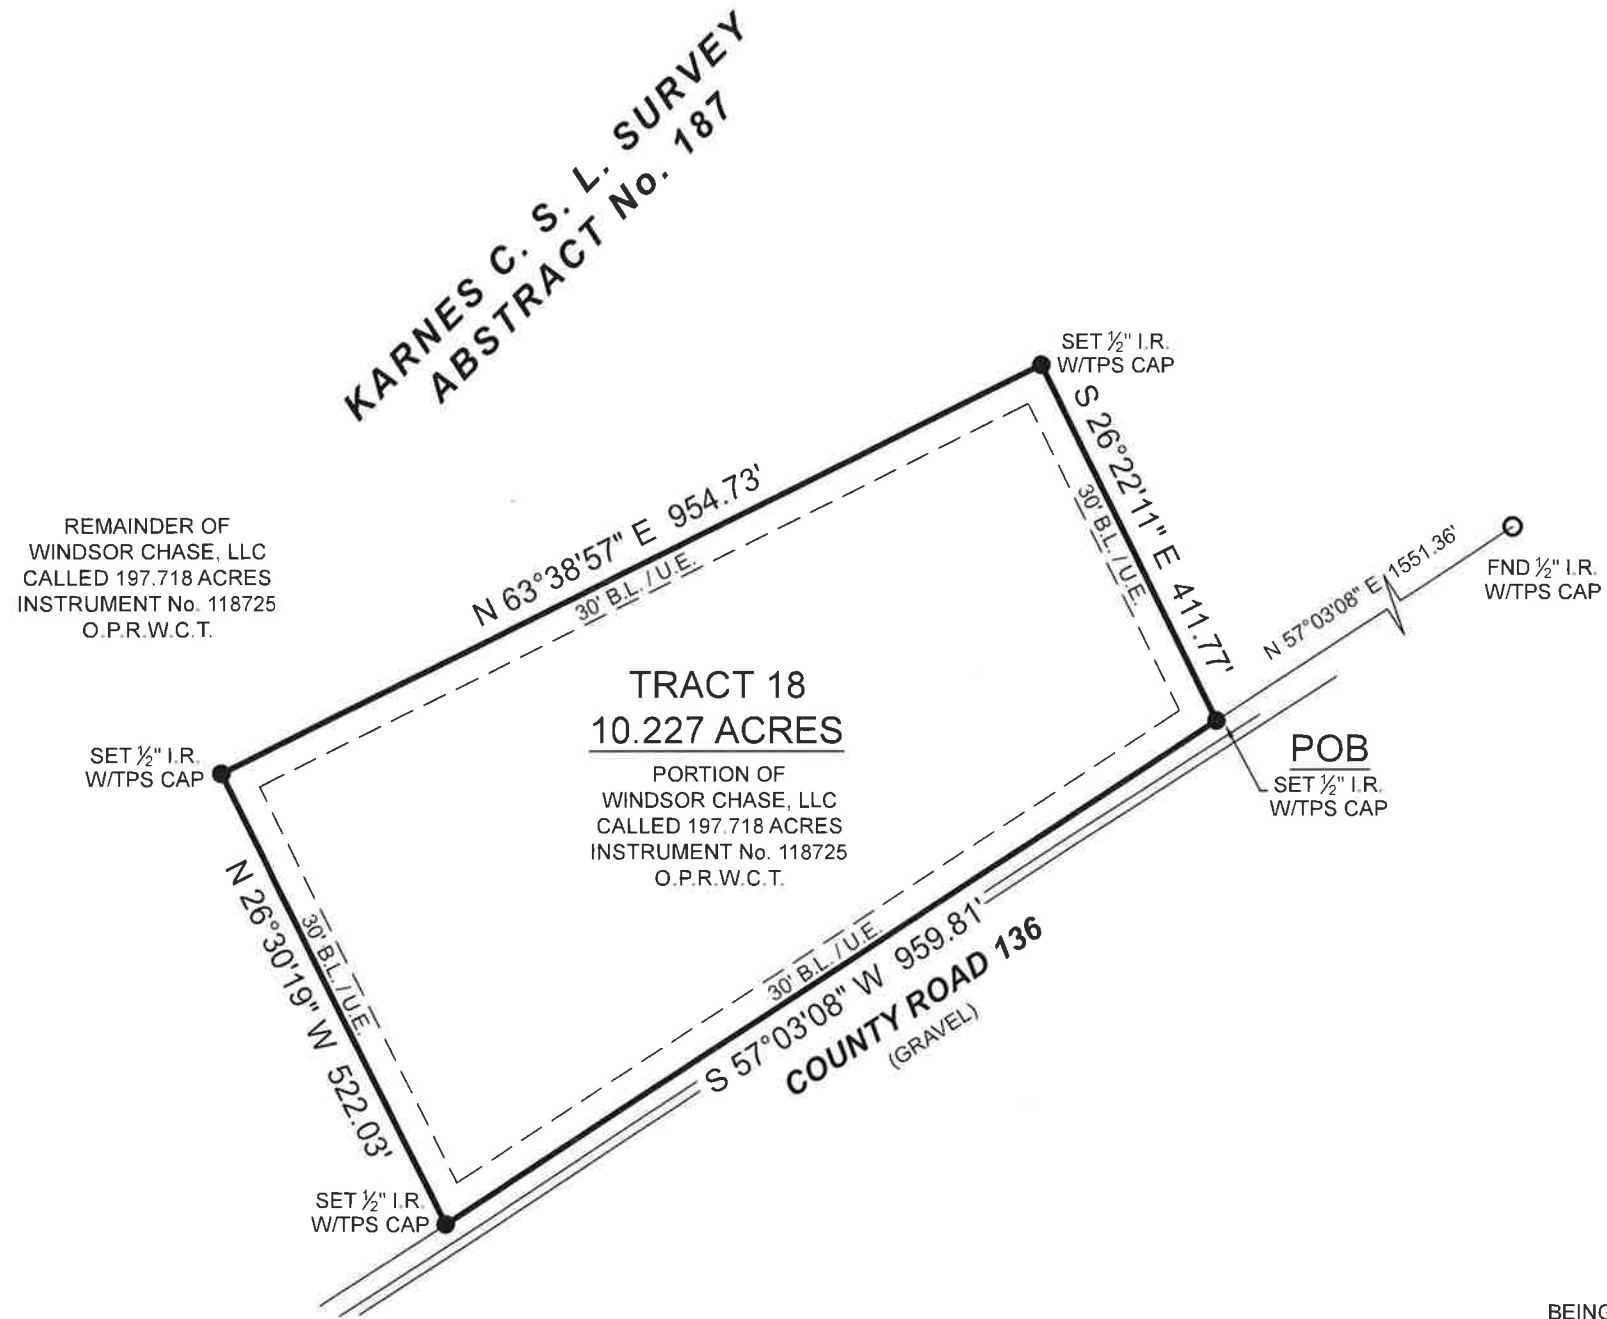 KARNES C. S. L. SURVEY
ABSTRACT No. 187
SET ½" I.R.
W/TPS CAP
S 26°22'11" E 411.77'
30' B.L. / U.E.
N 63°38'57" E 954.73'
30' B.L. / U.E.
REMAINDER OF
WINDSOR CHASE, LLC
CALLED 197.718 ACRES
INSTRUMENT No. 118725
O.P.R.W.C.T.
N 57°03'08" E 1551.36'
FND ½" I.R.
W/TPS CAP
TRACT 18
10.227 ACRES
PORTION OF
WINDSOR CHASE, LLC
CALLED 197.718 ACRES
INSTRUMENT No. 118725
O.P.R.W.C.T.
SET ½" I.R.
W/TPS CAP
POB
SET ½" I.R.
W/TPS CAP
N 26°30'19" W 522.03'
30' B.L. / U.E.
30' B.L. / U.E.
S 57°03'08" W 959.81'
COUNTY ROAD 136
(GRAVEL)
SET ½" I.R.
W/TPS CAP
BEING